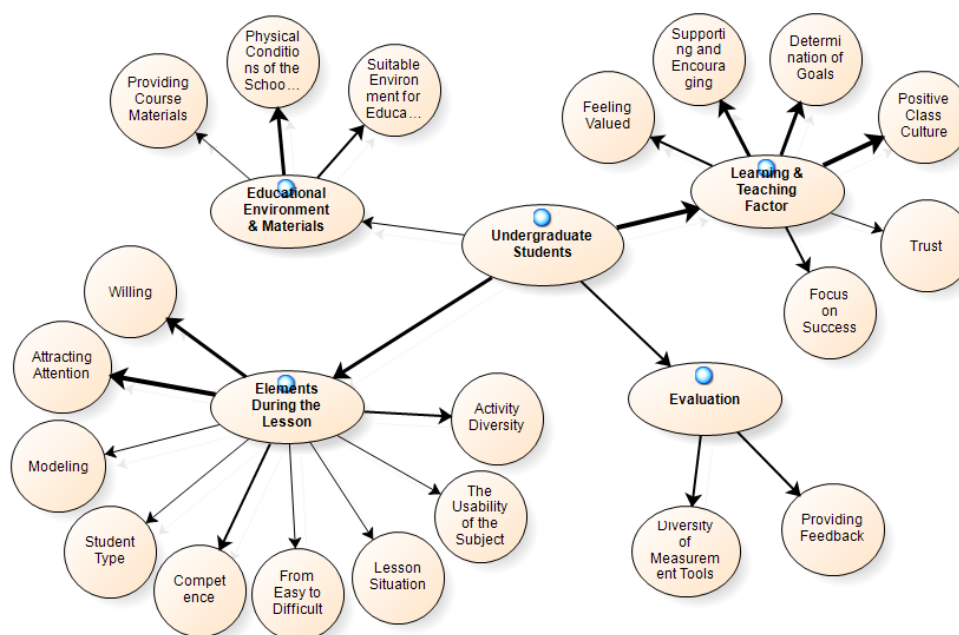 Physical
Conditio
ns of the
Schoo ...
Supporti
ng and
Encoura
ging
Determi
nation of
Goals
Providing
Course
Materials
Suitable
Environ
ment for
Educa ...
Feeling
Valued
Positive
Class
Culture
Educational
Environment
& Materials
Learning &
Teaching
Factor
Undergraduate
Students
Trust
Willing
Focus
on
Success
Attracting
Attention
Elements
During the
Lesson
Evaluation
Activity
Diversity
Modeling
The
Usability
of the
Subject
Student
Type
Compet
ence
From
Easy to
Difficult
Lesson
Situation
Diversity
of
Measurem
ent Tools
Providing
Feedback